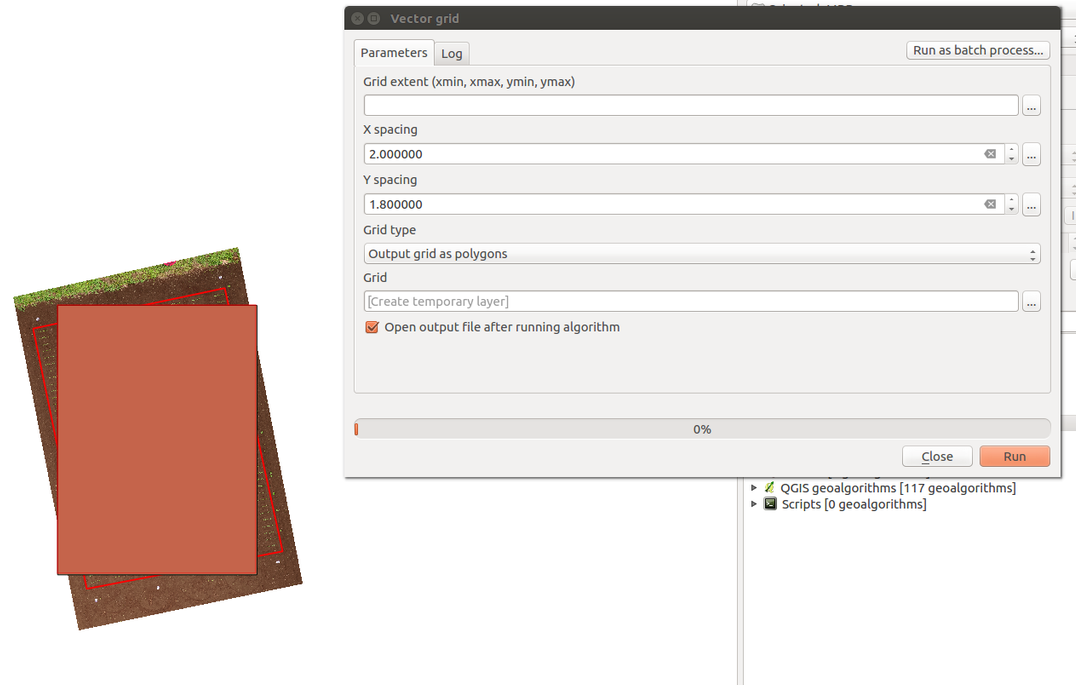 Vector grid
Parameters
Log
Run as batch process...
Grid extent (xmin, xmax, ymin, ymax)
...
X spacing
2.000000
...
Y spacing
1.800000
...
Grid type
Output grid as polygons
Grid
[Create temporary layer]
...
Open output file after running algorithm
0%
Close
Run
QGIS geoalgorithms [117 geoalgorithms]
Scripts [0 geoalgorithms]